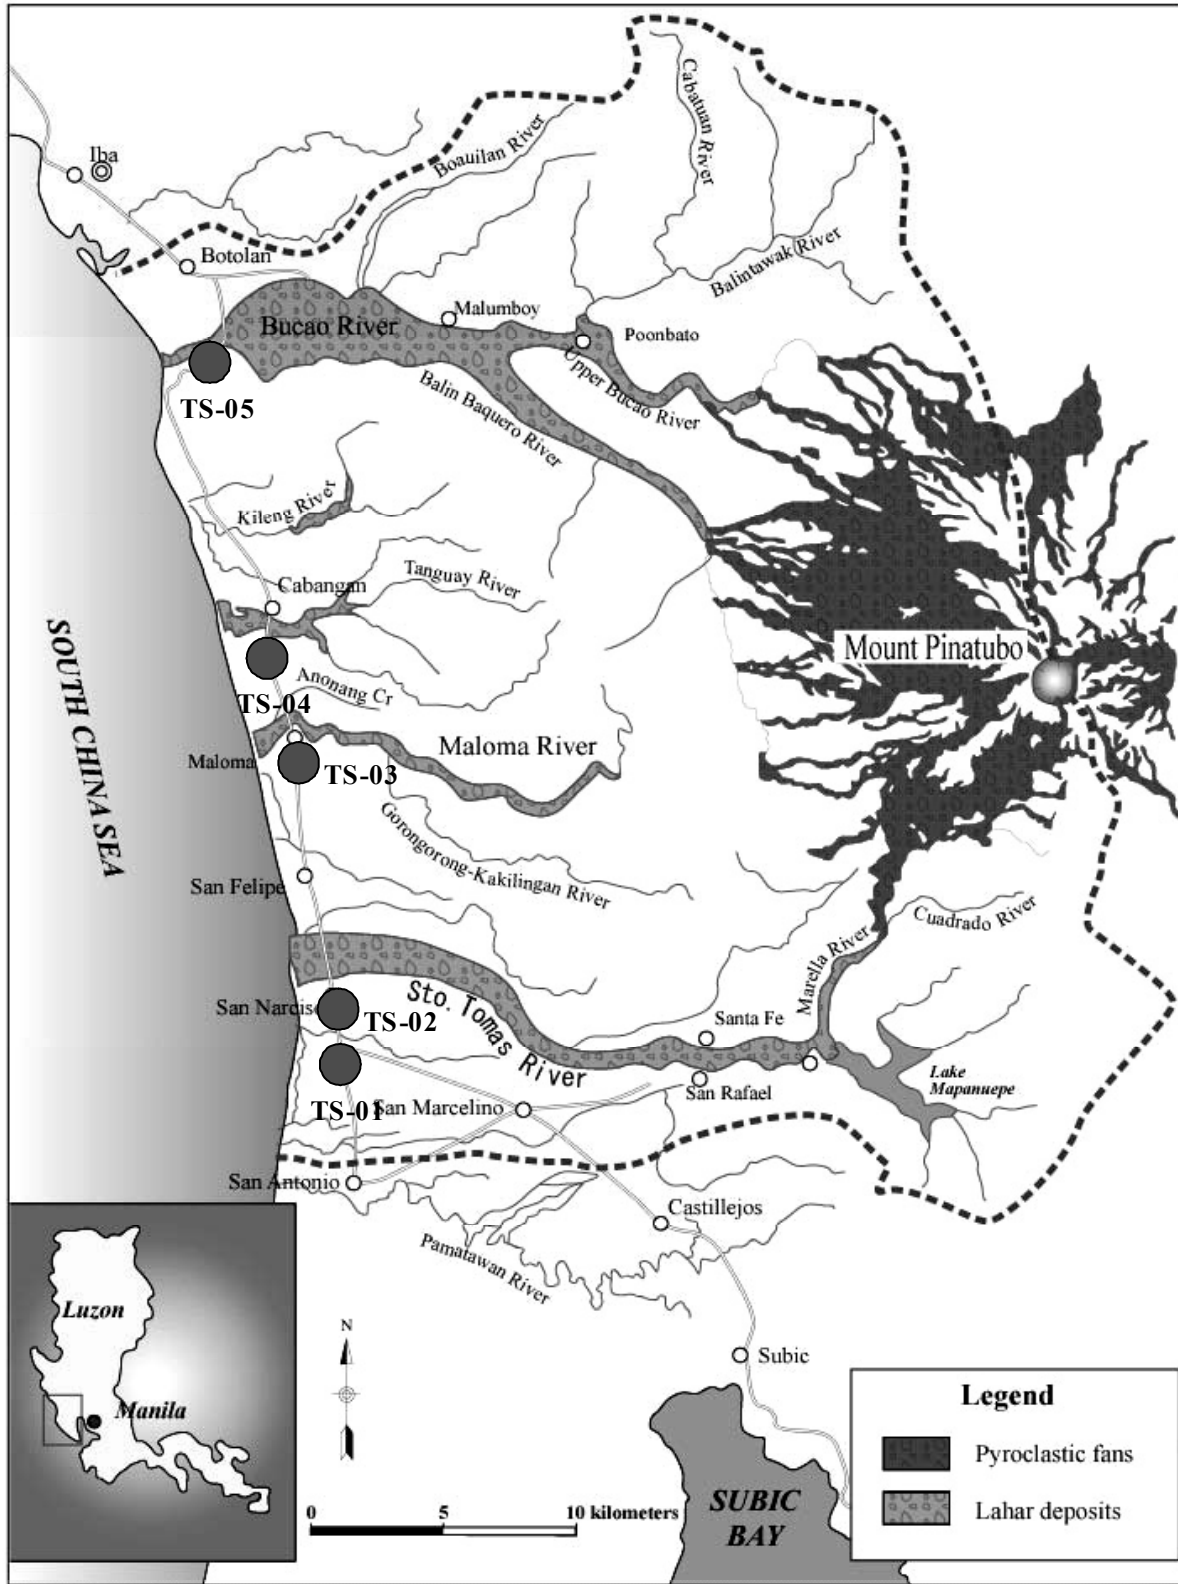 Cabatuan River
Boauilan River
Iba
Botolan
Balintawak River
Malumboy
Bucao River
Poonbato
Upper Bucao River
Balin Baquero River
TS-05
Kileng River
Cabangan
Tanguay River
SOUTH CHINA SEA
Mount Pinatubo
Anonang Cr
TS-04
Maloma River
Maloma
TS-03
Gorongorong-Kakilingan River
San Felipe
Cuadrado River
Marella River
Sto. Tomas River
San Narciso
TS-02
Santa Fe
Lake
Mapanuepe
San Rafael
TS-01
San Marcelino
San Antonio
Castillejos
Pamatawan River
Luzon
Manila
N
Subic
0 5 10 kilometers
SUBIC
BAY
Legend
Pyroclastic fans
Lahar deposits